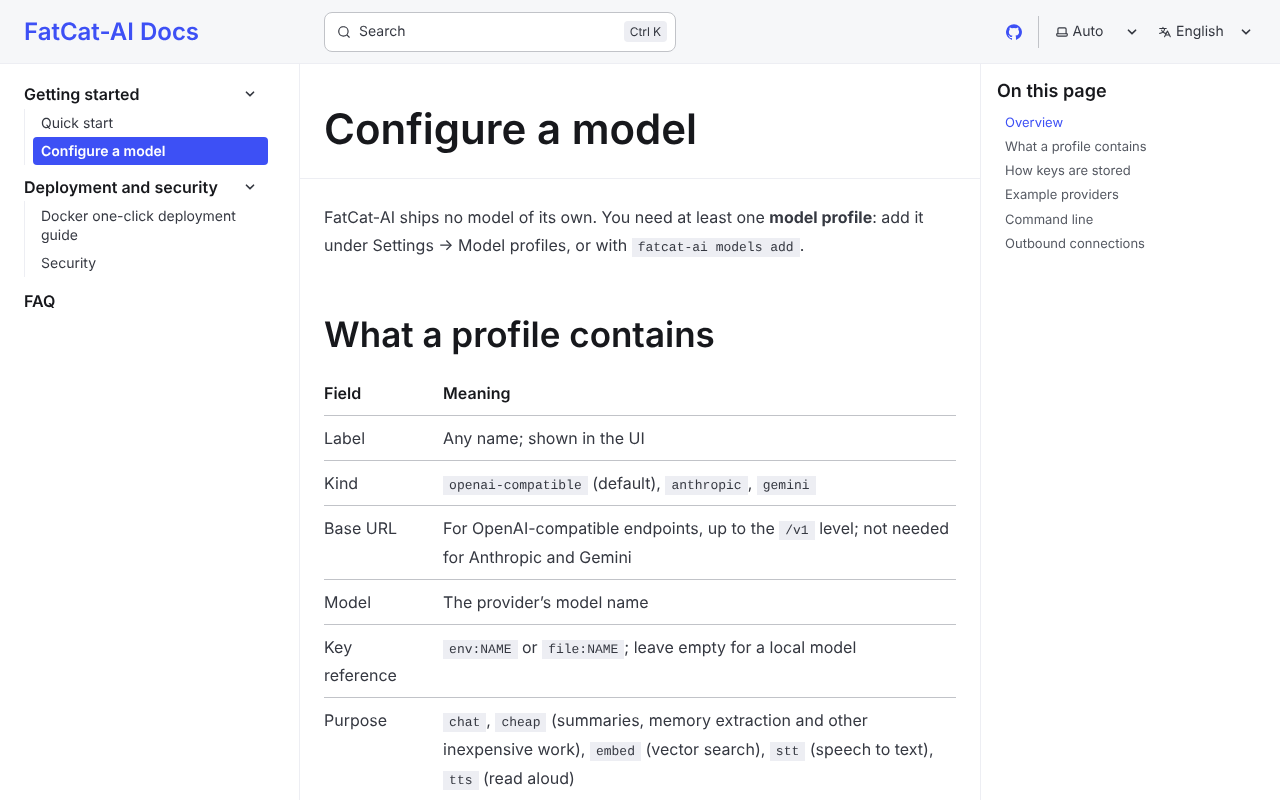 FatCat-AI Docs
Search
Ctrl K
Auto
English
Getting started
Quick start
Configure a model
Deployment and security
Docker one-click deployment
guide
Security
FAQ
Configure a model
FatCat-AI ships no model of its own. You need at least one model profile: add it
under Settings → Model profiles, or with fatcat-ai models add.
What a profile contains
Field Meaning
Label Any name; shown in the UI
Kind openai-compatible (default), anthropic, gemini
Base URL For OpenAI-compatible endpoints, up to the /v1 level; not needed
for Anthropic and Gemini
Model The provider’s model name
Key env:NAME or file:NAME; leave empty for a local model
reference
Purpose chat, cheap (summaries, memory extraction and other
inexpensive work), embed (vector search), stt (speech to text),
tts (read aloud)
On this page
Overview
What a profile contains
How keys are stored
Example providers
Command line
Outbound connections